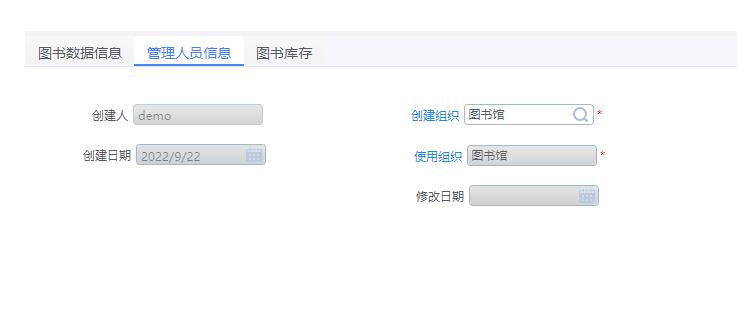 图书数据信息 管理人员信息 图书库存
创建人 demo 创建组织 图书馆 *
创建日期 2022/9/22 使用组织 图书馆 *
修改日期